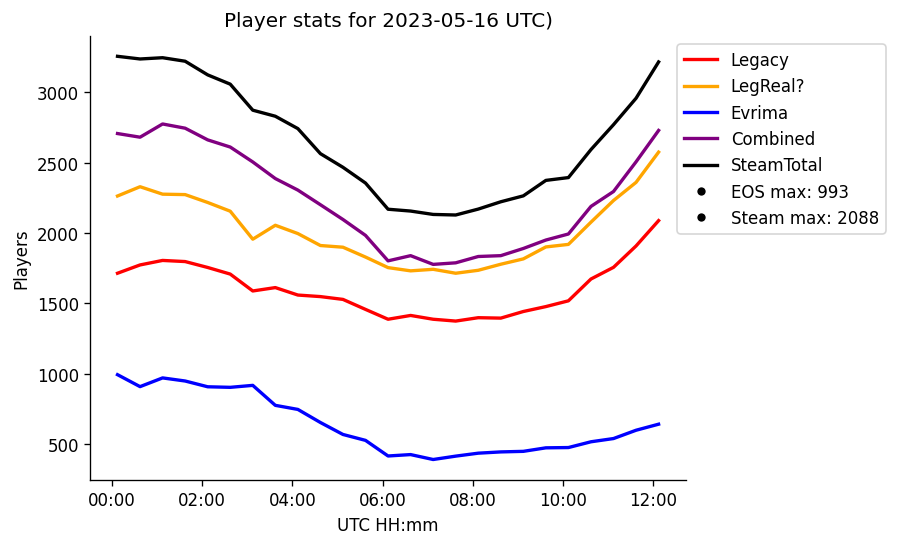 Player stats for 2023-05-16 UTC)
Players
3000
2500
2000
1500
1000
500
00:00 02:00 04:00 06:00 08:00 10:00 12:00
UTC HH:mm
Legacy
LegReal?
Evrima
Combined
SteamTotal
EOS max: 993
Steam max: 2088